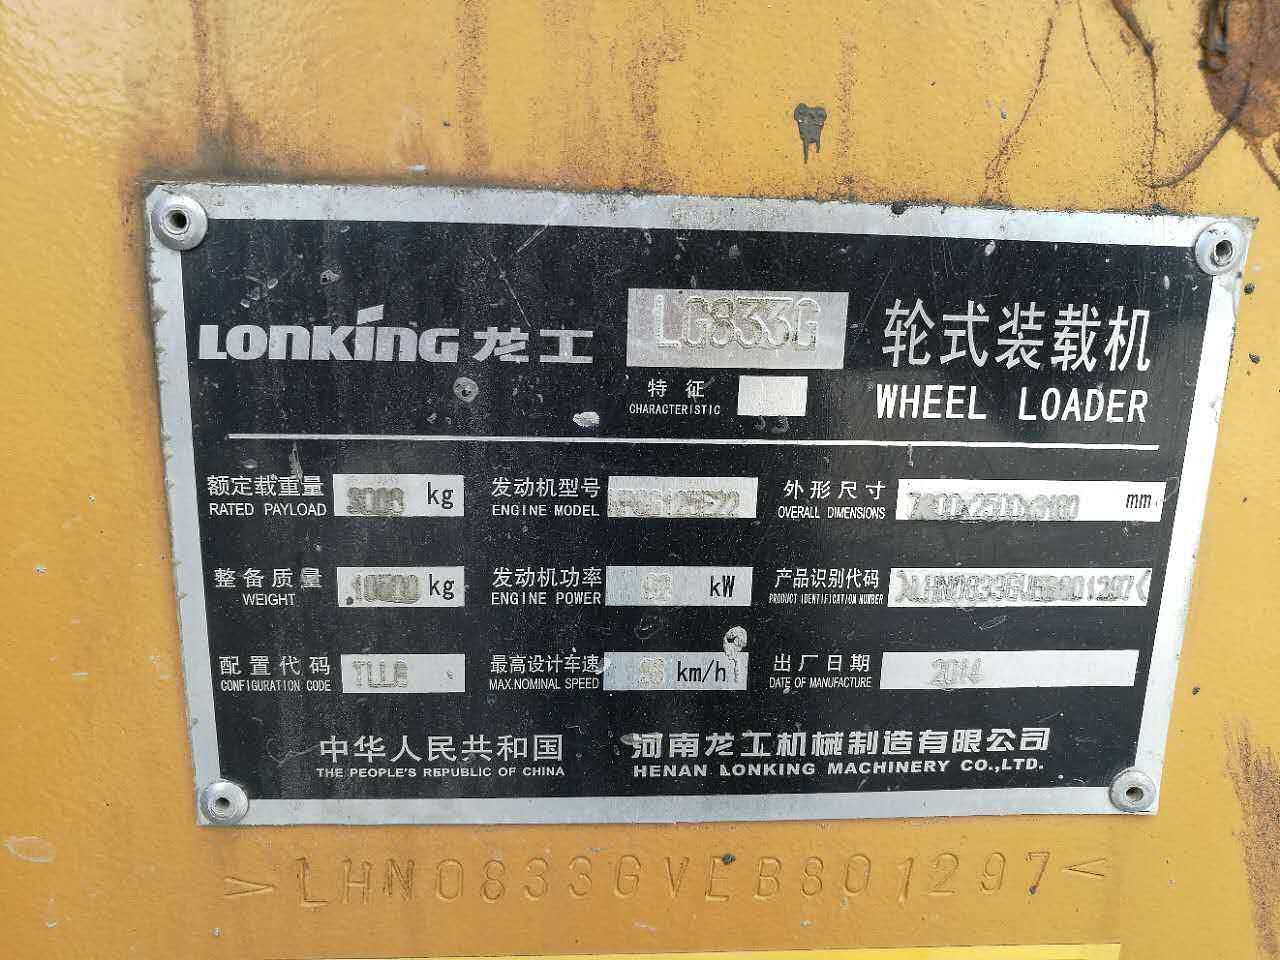 LONKING 龙工 LG833G 轮式装载机
特征
CHARACTERISTIC
WHEEL LOADER
额定载重量 kg 发动机型号 外形尺寸 mm
RATED PAYLOAD ENGINE MODEL OVERALL DIMENSIONS
整备质量 kg 发动机功率 kW 产品识别代码
WEIGHT ENGINE POWER PRODUCT IDENTIFICATION NUMBER
配置代码 最高设计车速 km/h 出厂日期 2014
CONFIGURATION CODE MAX.NOMINAL SPEED DATE OF MANUFACTURE
中华人民共和国 河南龙工机械制造有限公司
THE PEOPLE'S REPUBLIC OF CHINA HENAN LONKING MACHINERY CO.,LTD.
>LHN0833GVEB801297<